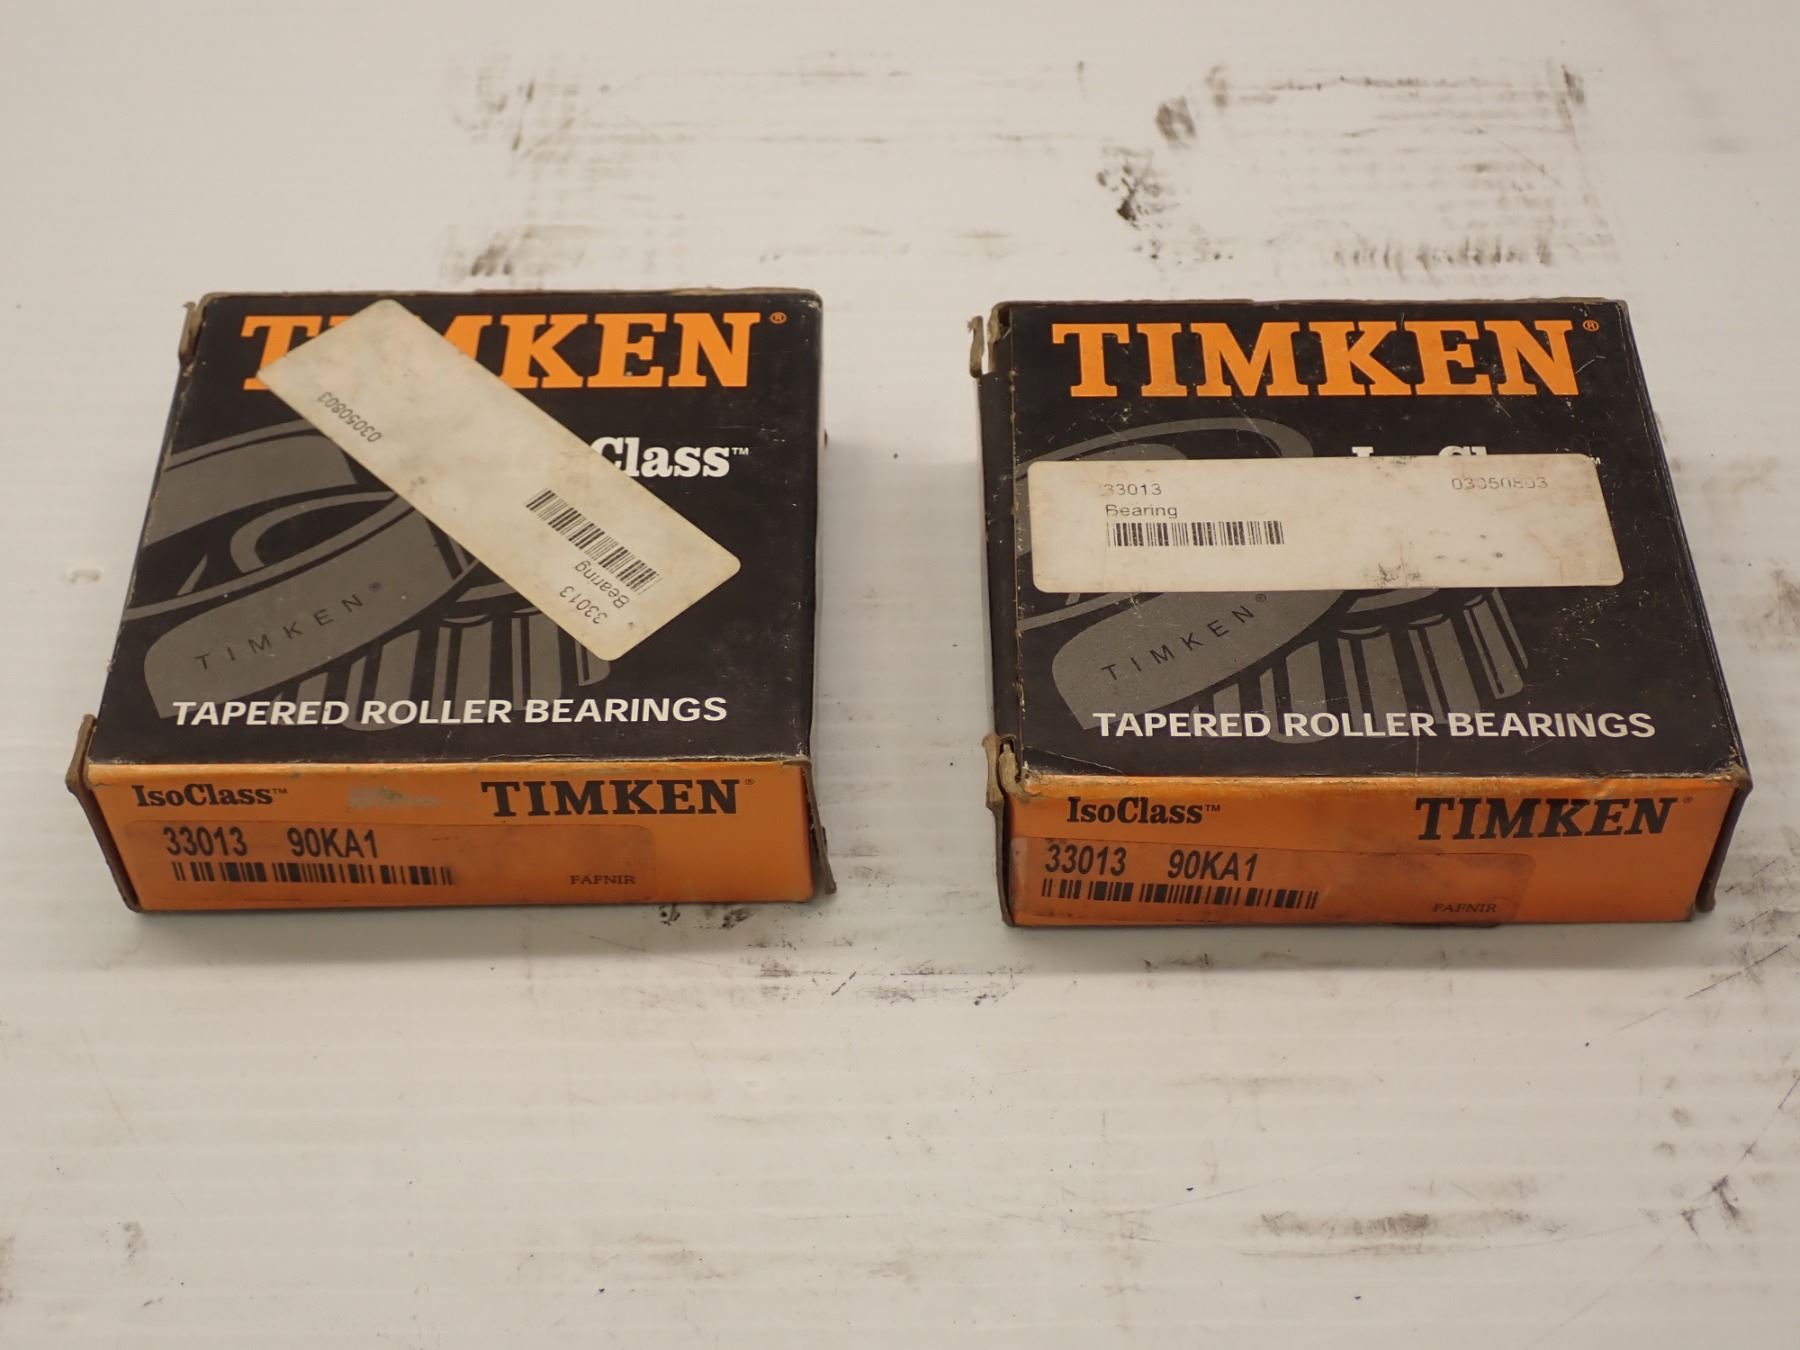 TIMKEN®
Class™
03050803
33013
Bearing
TIMKEN®
TAPERED ROLLER BEARINGS
IsoClass™ TIMKEN®
33013 90KA1
FAFNIR
TIMKEN®
33013 03050803
Bearing
TIMKEN®
TAPERED ROLLER BEARINGS
IsoClass™ TIMKEN®
33013 90KA1
FAFNIR